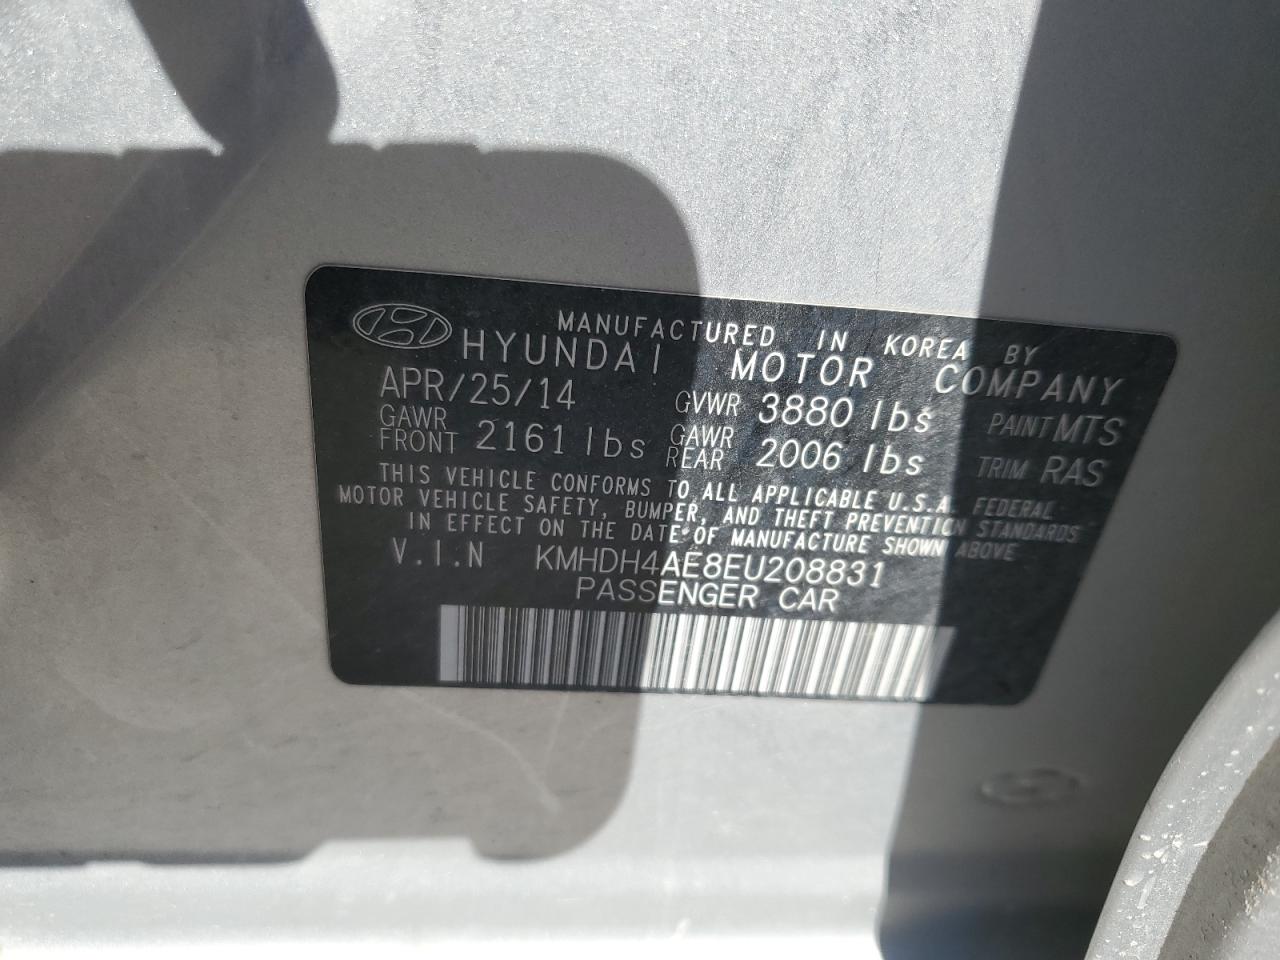 MANUFACTURED IN KOREA BY
HYUNDAI MOTOR COMPANY
APR/25/14 GVWR 3880 lbs PAINT MTS
GAWR FRONT 2161 lbs GAWR REAR 2006 lbs TRIM RAS
THIS VEHICLE CONFORMS TO ALL APPLICABLE U.S.A. FEDERAL
MOTOR VEHICLE SAFETY, BUMPER, AND THEFT PREVENTION STANDARDS
IN EFFECT ON THE DATE OF MANUFACTURE SHOWN ABOVE.
V.I.N KMHDH4AE8EU208831
PASSENGER CAR